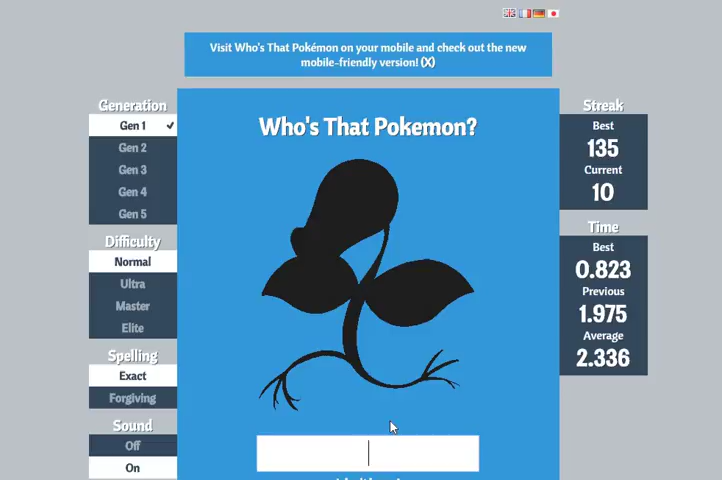 Visit Who's That Pokémon on your mobile and check out the new
mobile-friendly version! (X)
Generation
Gen 1
Gen 2
Gen 3
Gen 4
Gen 5
Difficulty
Normal
Ultra
Master
Elite
Spelling
Exact
Forgiving
Sound
Off
On
Who's That Pokemon?
Streak
Best
135
Current
10
Time
Best
0.823
Previous
1.975
Average
2.336